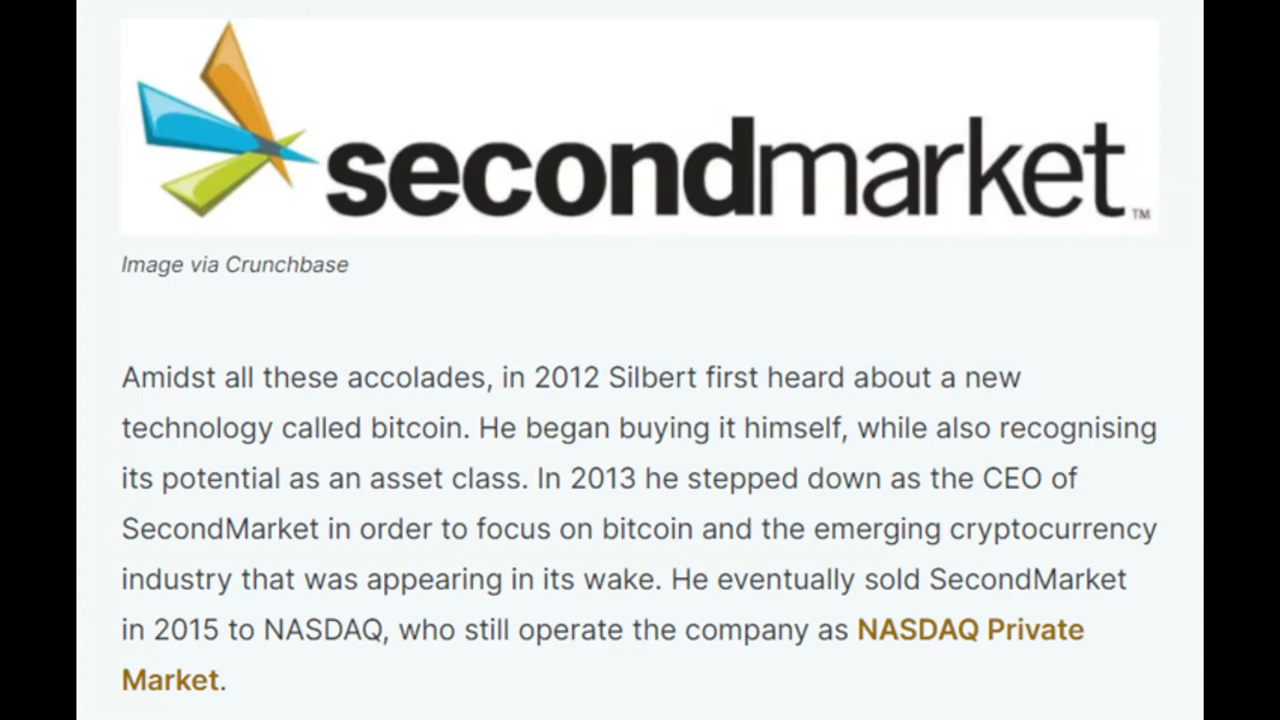 secondmarket™
Image via Crunchbase
Amidst all these accolades, in 2012 Silbert first heard about a new
technology called bitcoin. He began buying it himself, while also recognising
its potential as an asset class. In 2013 he stepped down as the CEO of
SecondMarket in order to focus on bitcoin and the emerging cryptocurrency
industry that was appearing in its wake. He eventually sold SecondMarket
in 2015 to NASDAQ, who still operate the company as NASDAQ Private
Market.